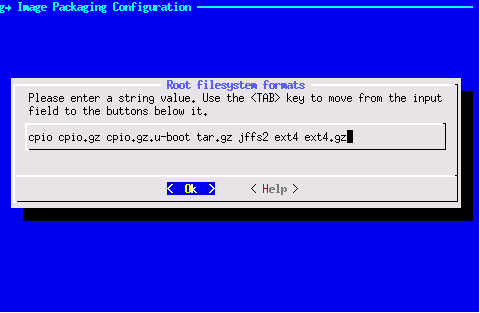 g→ Image Packaging Configuration
Root filesystem formats
Please enter a string value. Use the <TAB> key to move from the input
field to the buttons below it.
cpio cpio.gz cpio.gz.u-boot tar.gz jffs2 ext4 ext4.gz
< Ok > < Help >